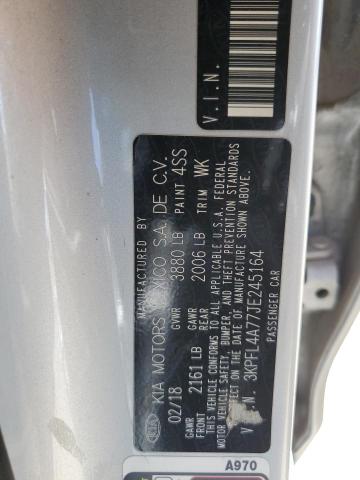 V.I.N.
MANUFACTURED BY
KIA
KIA MOTORS MEXICO S.A. DE C.V.
02/18 GVWR 3880 LB PAINT 4SS
GAWR FRONT 2161 LB GAWR REAR 2006 LB TRIM WK
THIS VEHICLE CONFORMS TO ALL APPLICABLE U.S.A. FEDERAL
MOTOR VEHICLE SAFETY, BUMPER, AND THEFT PREVENTION STANDARDS
IN EFFECT ON THE DATE OF MANUFACTURE SHOWN ABOVE.
V.I.N. 3KPFL4A77JE245164
PASSENGER CAR
A970